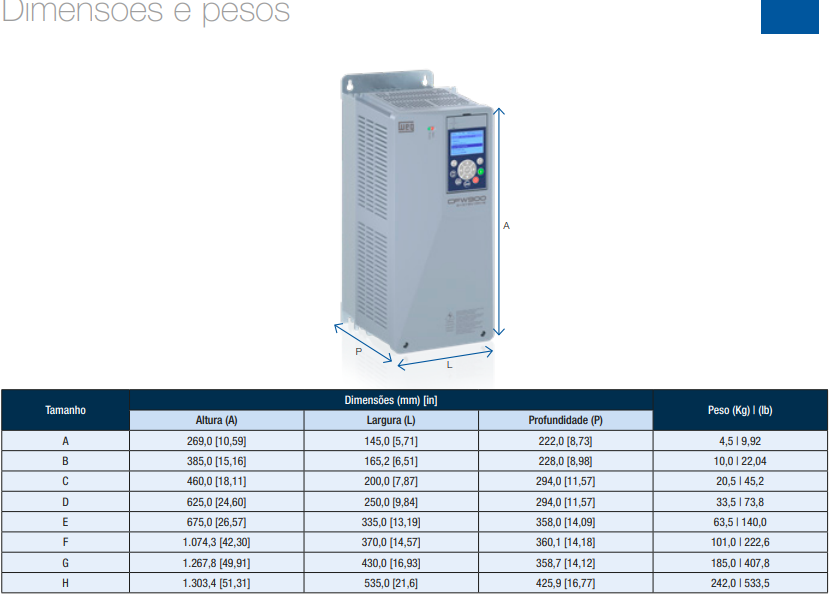 Dimensões e pesos
WEG
CFW900
A
P
L
Tamanho Dimensões (mm) [in] Peso (Kg) | (lb)
Altura (A) Largura (L) Profundidade (P)
A 269,0 [10,59] 145,0 [5,71] 222,0 [8,73] 4,5 | 9,92
B 385,0 [15,16] 165,2 [6,51] 228,0 [8,98] 10,0 | 22,04
C 460,0 [18,11] 200,0 [7,87] 294,0 [11,57] 20,5 | 45,2
D 625,0 [24,60] 250,0 [9,84] 294,0 [11,57] 33,5 | 73,8
E 675,0 [26,57] 335,0 [13,19] 358,0 [14,09] 63,5 | 140,0
F 1.074,3 [42,30] 370,0 [14,57] 360,1 [14,18] 101,0 | 222,6
G 1.267,8 [49,91] 430,0 [16,93] 358,7 [14,12] 185,0 | 407,8
H 1.303,4 [51,31] 535,0 [21,6] 425,9 [16,77] 242,0 | 533,5